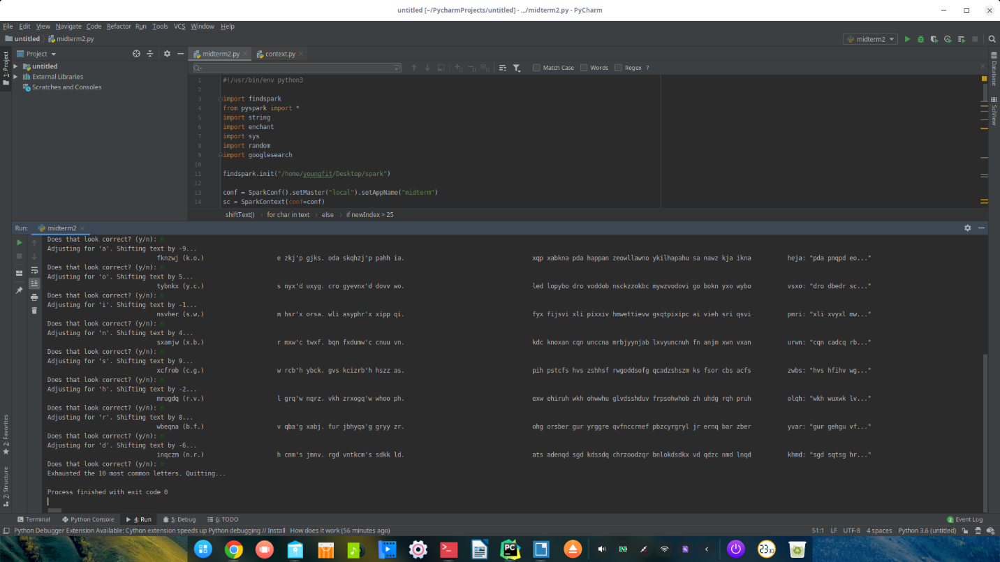 untitled [~/PycharmProjects/untitled] - .../midterm2.py - PyCharm
File Edit View Navigate Code Refactor Run Tools VCS Window Help
untitled midterm2.py midterm2
1: Project Project midterm2.py context.py Database
untitled
External Libraries
Scratches and Consoles
Match Case Words Regex ?
SciView
1 #!/usr/bin/env python3
2
3 import findspark
4 from pyspark import *
5 import string
6 import enchant
7 import sys
8 import random
9 import googlesearch
10
11 findspark.init("/home/youngfit/Desktop/spark")
12
13 conf = SparkConf().setMaster("local").setAppName("midterm")
14 sc = SparkContext(conf=conf)
shiftText() for char in text else if newIndex > 25
Run: midterm2
Does that look correct? (y/n): n
Adjusting for 'a'. Shifting text by -9...
fknzwj (k.o.) e zkj'p gjks. oda skqhzj'p pahh ia. xqp xabkna pda happan zeowllawno ykilhapahu sa nawz kja ikna heja: "pda pnqpd eo..."
Does that look correct? (y/n): n
Adjusting for 'o'. Shifting text by 5...
tybnkx (y.c.) s nyx'd uxyg. cro gyevnx'd dovv wo. led lopybo dro voddob nsckzzokbc mywzvodovi go bokn yxo wybo vsxo: "dro dbedr sc..."
Does that look correct? (y/n): n
Adjusting for 'i'. Shifting text by -1...
nsvher (s.w.) m hsr'x orsa. wli asyphr'x xipp qi. fyx fijsvi xli pixxiv hmwettievw gsqtpixipc ai vieh sri qsvi pmri: "xli xvyxl mw..."
Does that look correct? (y/n): n
Adjusting for 'n'. Shifting text by 4...
sxamjw (x.b.) r mxw'c twxf. bqn fxdumw'c cnuu vn. kdc knoxan cqn unccna mrbjyynjab lxvyuncnuh fn anjm xwn vxan urwn: "cqn cadcq rb..."
Does that look correct? (y/n): n
Adjusting for 's'. Shifting text by 9...
xcfrob (c.g.) w rcb'h ybck. gvs kcizrb'h hszz as. pih pstcfs hvs zshhsf rwgoddsofg qcadzshszm ks fsor cbs acfs zwbs: "hvs hfihv wg..."
Does that look correct? (y/n): n
Adjusting for 'h'. Shifting text by -2...
mrugdq (r.v.) l grq'w nqrz. vkh zrxogq'w whoo ph. exw ehiruh wkh ohwwhu glvdsshduv frpsohwhob zh uhdg rqh pruh olqh: "wkh wuxwk lv..."
Does that look correct? (y/n): n
Adjusting for 'r'. Shifting text by 8...
wbeqna (b.f.) v qba'g xabj. fur jbhyqa'g gryy zr. ohg orsber gur yrggre qvfnccrnef pbzcyrgryl jr ernq bar zber yvar: "gur gehgu vf..."
Does that look correct? (y/n): n
Adjusting for 'd'. Shifting text by -6...
inqczm (n.r.) h cnm's jmnv. rgd vntkcm's sdkk ld. ats adenqd sgd kdssdq chrzoodzqr bnlokdsdkx vd qdzc nmd lnqd khmd: "sgd sqtsg hr..."
Does that look correct? (y/n): n
Exhausted the 10 most common letters. Quitting...
Process finished with exit code 0
2: Favorites
7: Structure
Terminal Python Console 4: Run 5: Debug 6: TODO 2 Event Log
Python Debugger Extension Available: Cython extension speeds up Python debugging // Install How does it work (56 minutes ago) 51:1 LF UTF-8 4 spaces Python 3.6 (untitled)
PC 23 30